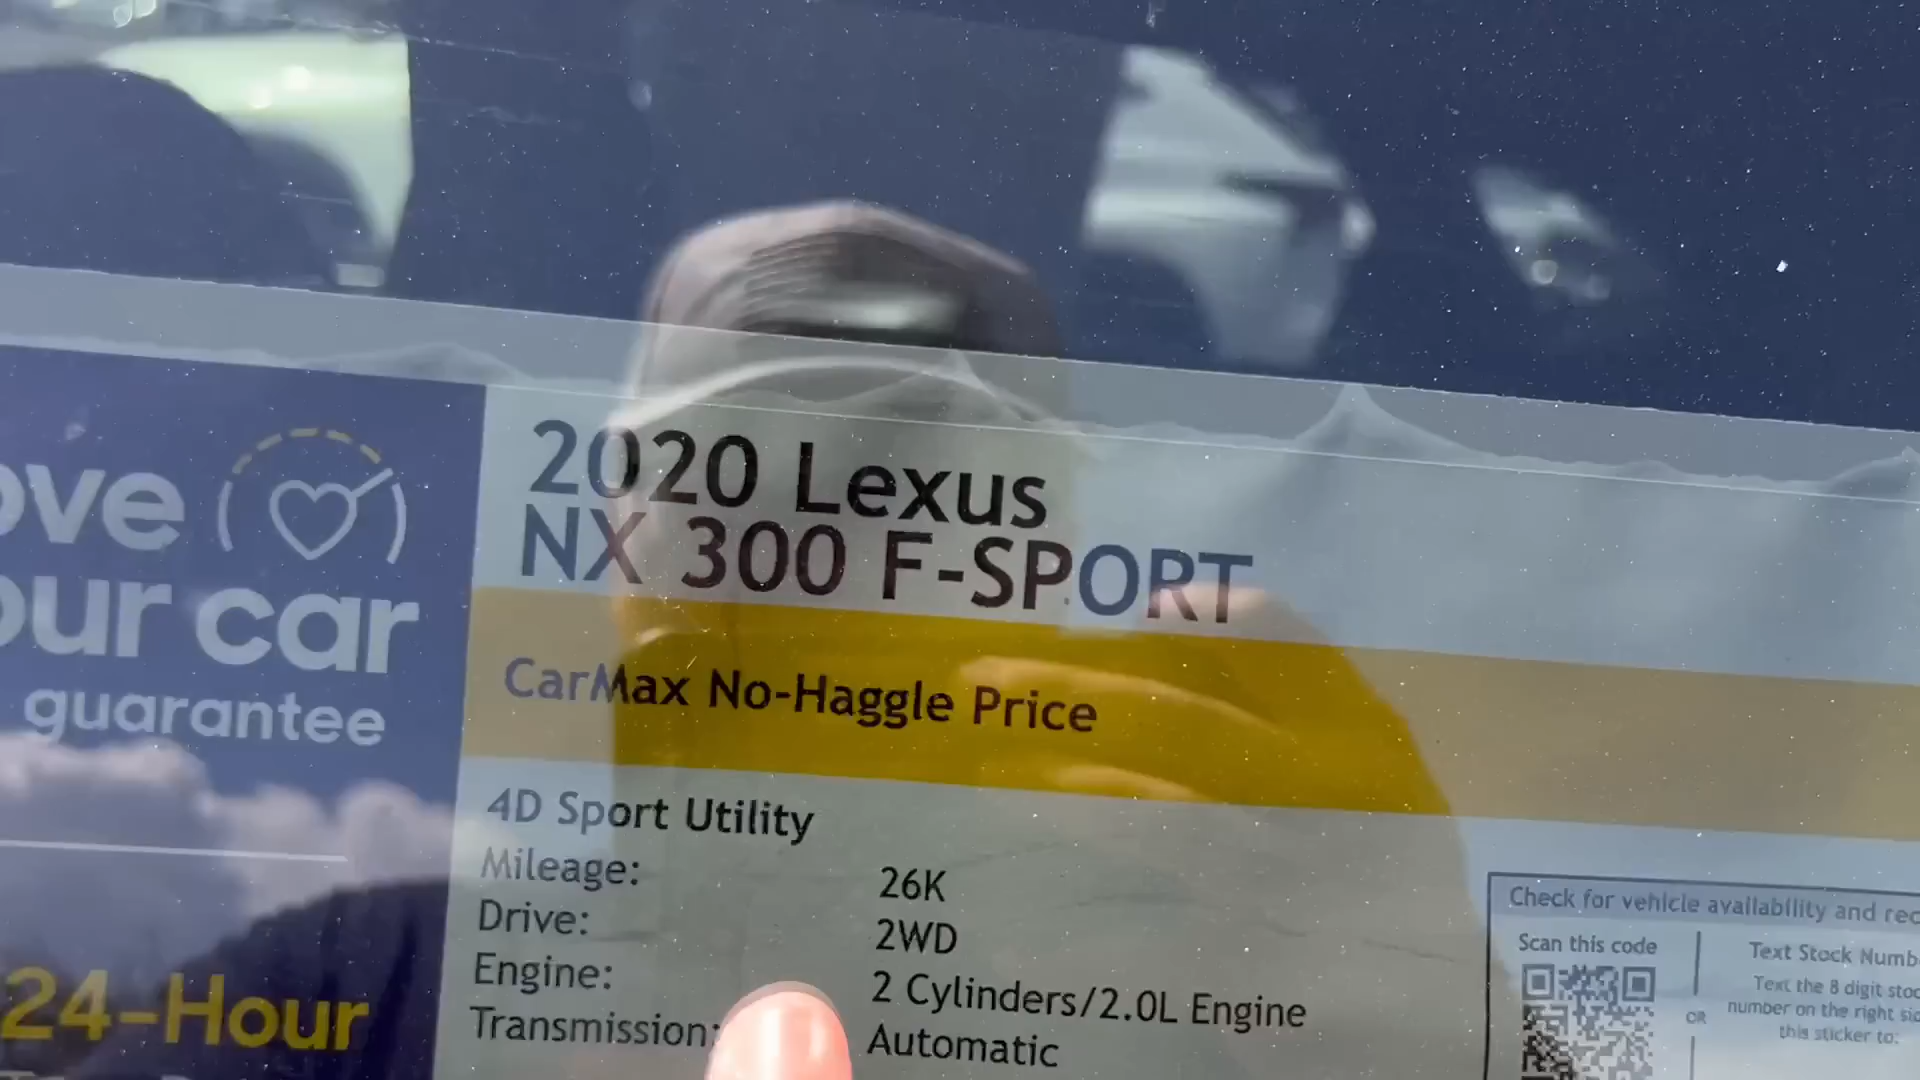 ove
our car
guarantee
24-Hour
2020 Lexus
NX 300 F-SPORT
CarMax No-Haggle Price
4D Sport Utility
Mileage: 26K
Drive: 2WD
Engine: 2 Cylinders/2.0L Engine
Transmission: Automatic
Check for vehicle availability and rec
Scan this code
OR
Text Stock Numb
Text the 8 digit stoc
number on the right sid
this sticker to: